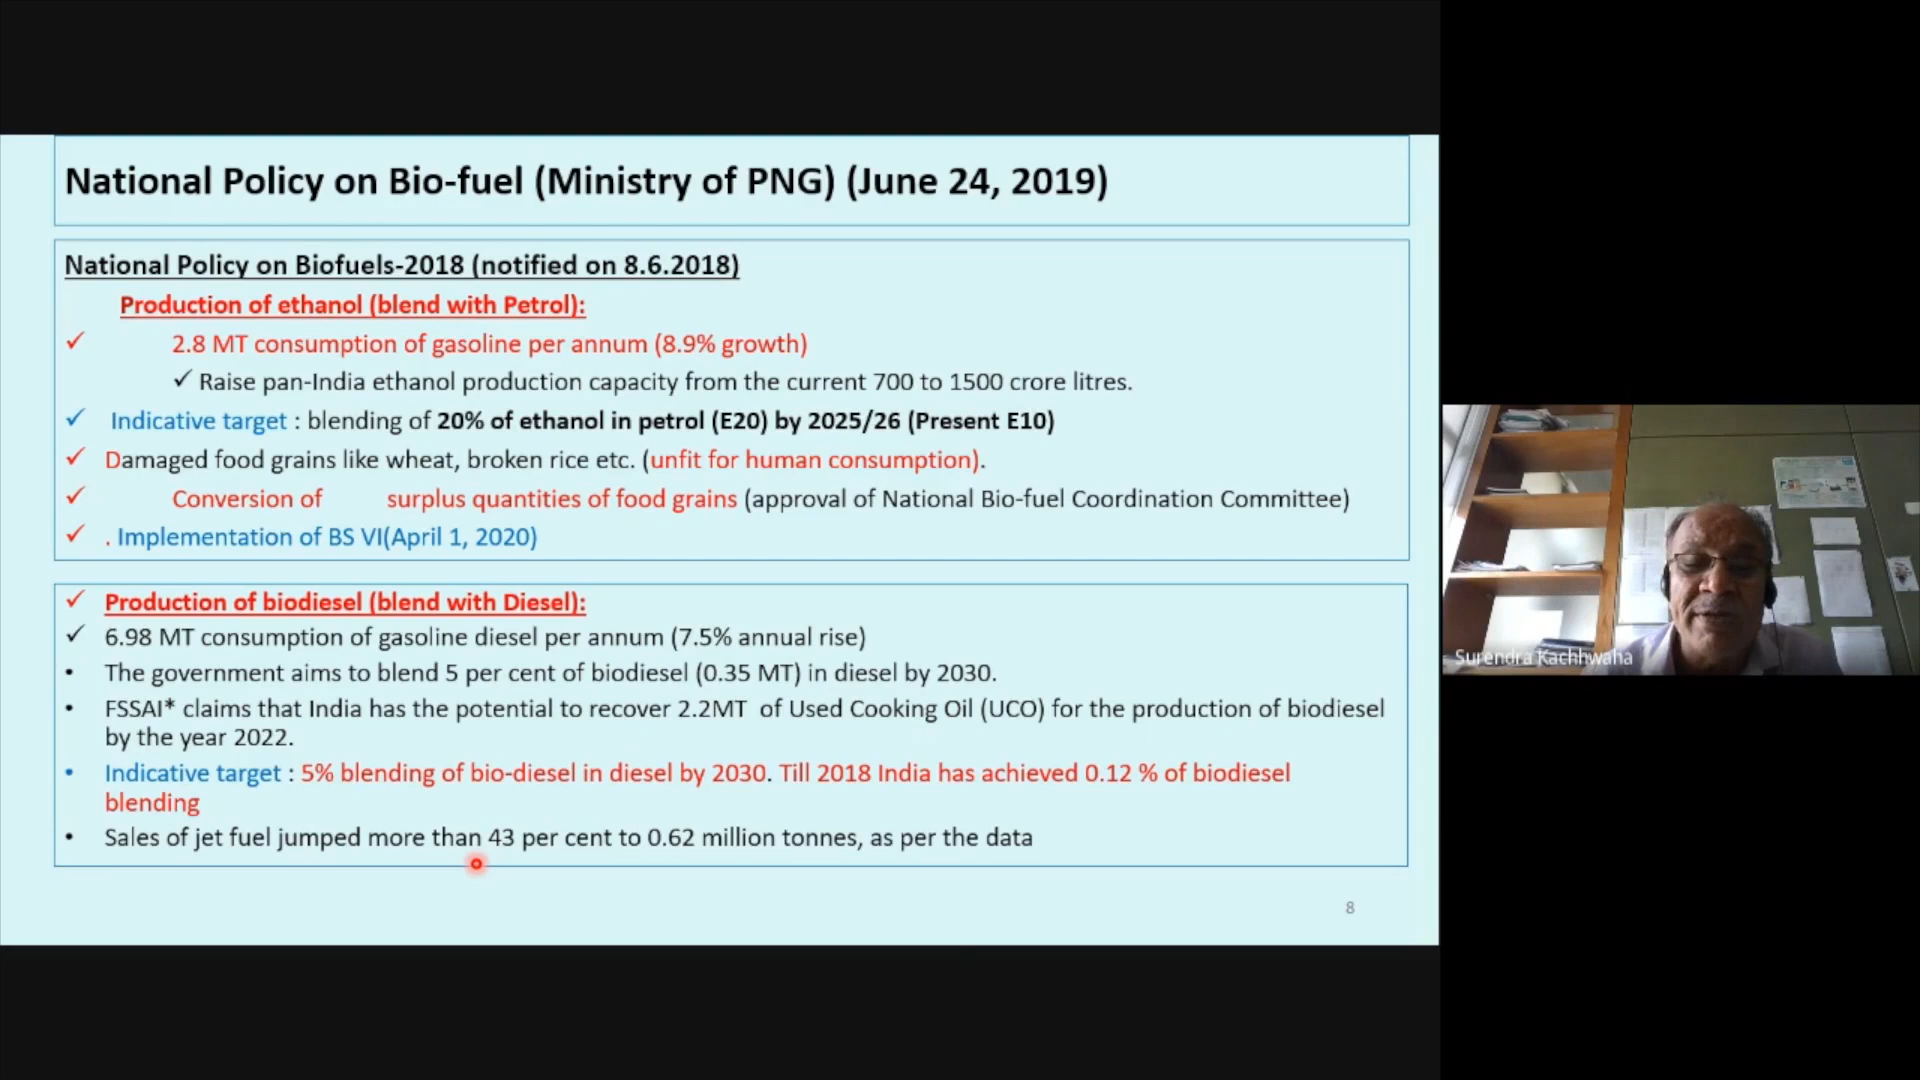 National Policy on Bio-fuel (Ministry of PNG) (June 24, 2019)
National Policy on Biofuels-2018 (notified on 8.6.2018)
Production of ethanol (blend with Petrol):
✓ 2.8 MT consumption of gasoline per annum (8.9% growth)
✓ Raise pan-India ethanol production capacity from the current 700 to 1500 crore litres.
✓ Indicative target : blending of 20% of ethanol in petrol (E20) by 2025/26 (Present E10)
✓ Damaged food grains like wheat, broken rice etc. (unfit for human consumption).
✓ Conversion of surplus quantities of food grains (approval of National Bio-fuel Coordination Committee)
✓ . Implementation of BS VI(April 1, 2020)
✓ Production of biodiesel (blend with Diesel):
✓ 6.98 MT consumption of gasoline diesel per annum (7.5% annual rise)
• The government aims to blend 5 per cent of biodiesel (0.35 MT) in diesel by 2030.
• FSSAI* claims that India has the potential to recover 2.2MT of Used Cooking Oil (UCO) for the production of biodiesel
by the year 2022.
• Indicative target : 5% blending of bio-diesel in diesel by 2030. Till 2018 India has achieved 0.12 % of biodiesel
blending
• Sales of jet fuel jumped more than 43 per cent to 0.62 million tonnes, as per the data
8
Surendra Kachhwaha